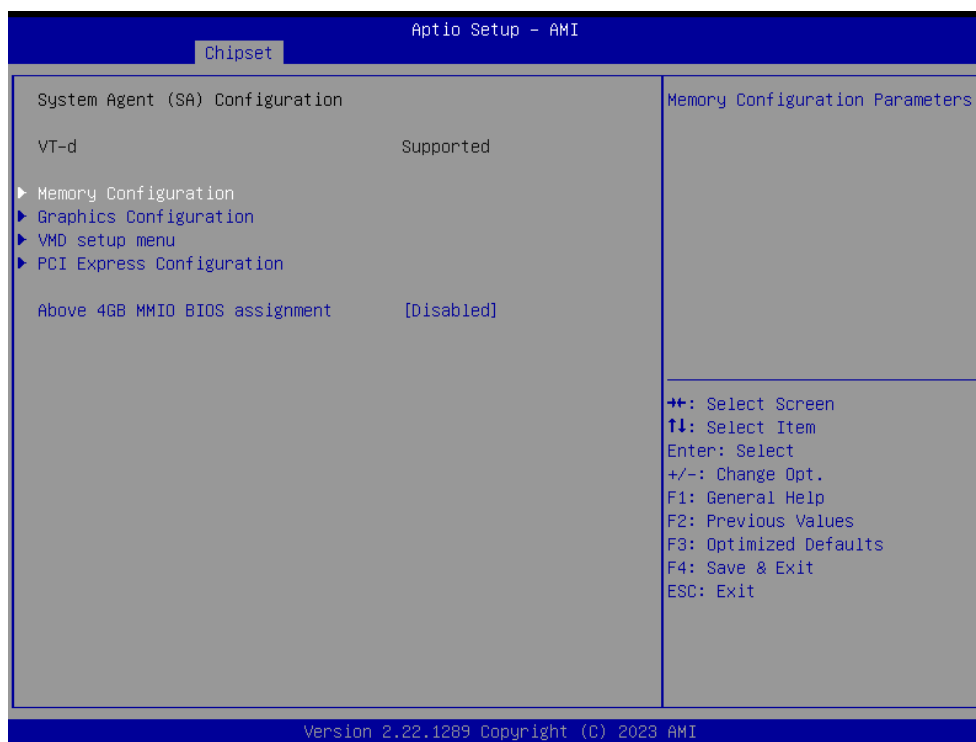 Aptio Setup – AMI
Chipset
System Agent (SA) Configuration
VT-d Supported
Memory Configuration
Graphics Configuration
VMD setup menu
PCI Express Configuration
Above 4GB MMIO BIOS assignment [Disabled]
Memory Configuration Parameters
→←: Select Screen
↑↓: Select Item
Enter: Select
+/-: Change Opt.
F1: General Help
F2: Previous Values
F3: Optimized Defaults
F4: Save & Exit
ESC: Exit
Version 2.22.1289 Copyright (C) 2023 AMI